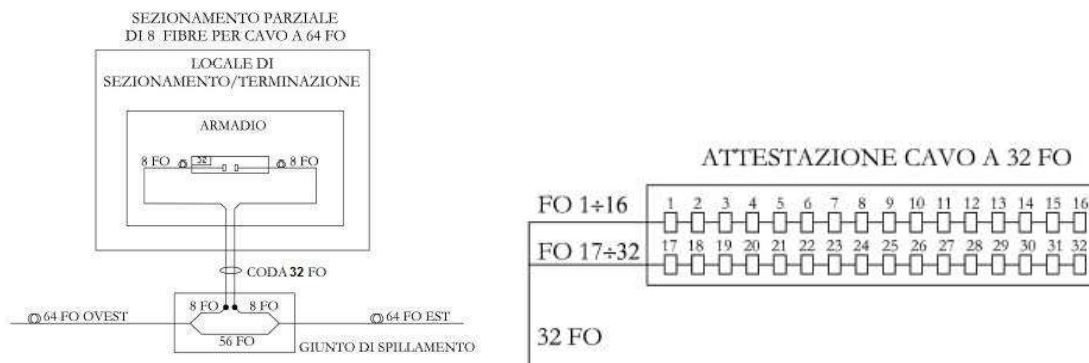 SEZIONAMENTO PARZIALE
DI 8 FIBRE PER CAVO A 64 FO
LOCALE DI
SEZIONAMENTO/TERMINAZIONE
ARMADIO
8 FO 32 8 FO
CODA 32 FO
8 FO 8 FO
64 FO OVEST 64 FO EST
56 FO
GIUNTO DI SPILLAMENTO
ATTESTAZIONE CAVO A 32 FO
FO 1÷16
1 2 3 4 5 6 7 8 9 10 11 12 13 14 15 16
FO 17÷32
17 18 19 20 21 22 23 24 25 26 27 28 29 30 31 32
32 FO